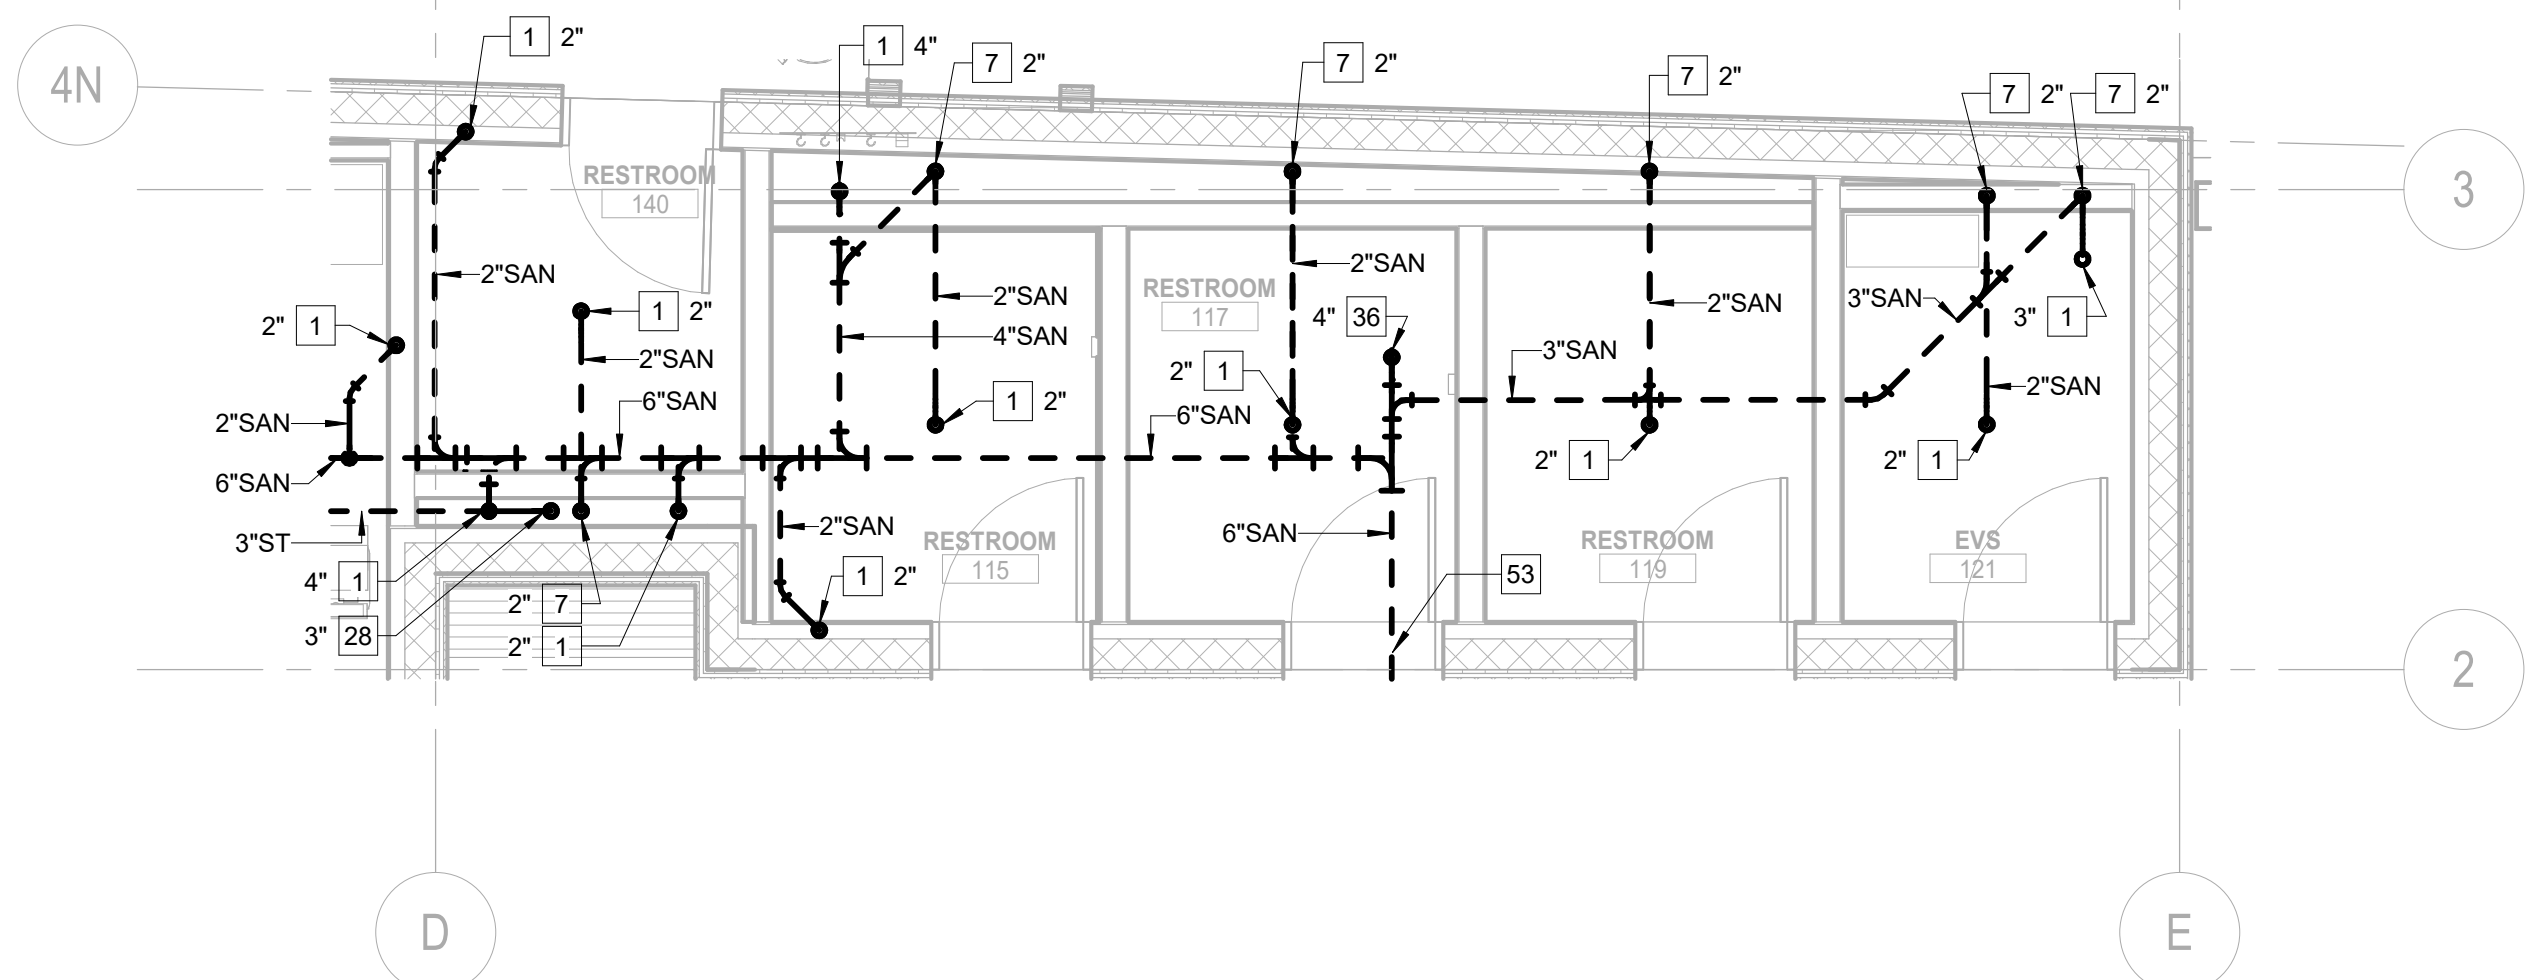 1 2"
1 4"
7 2"
7 2"
7 2"
7 2"
7 2"
4N
3
RESTROOM
140
2"SAN
2"SAN
2"SAN
RESTROOM
117
3"SAN
2"SAN
2" 1
1 2"
4" 36
3" 1
4"SAN
2"SAN
3"SAN
2" 1
2"SAN
1 2"
6"SAN
6"SAN
2"SAN
2" 1
2" 1
6"SAN
2"SAN
6"SAN
3"ST
RESTROOM
115
RESTROOM
119
EVS
121
4" 1
1 2"
53
2" 7
3" 28
2" 1
2
D
E